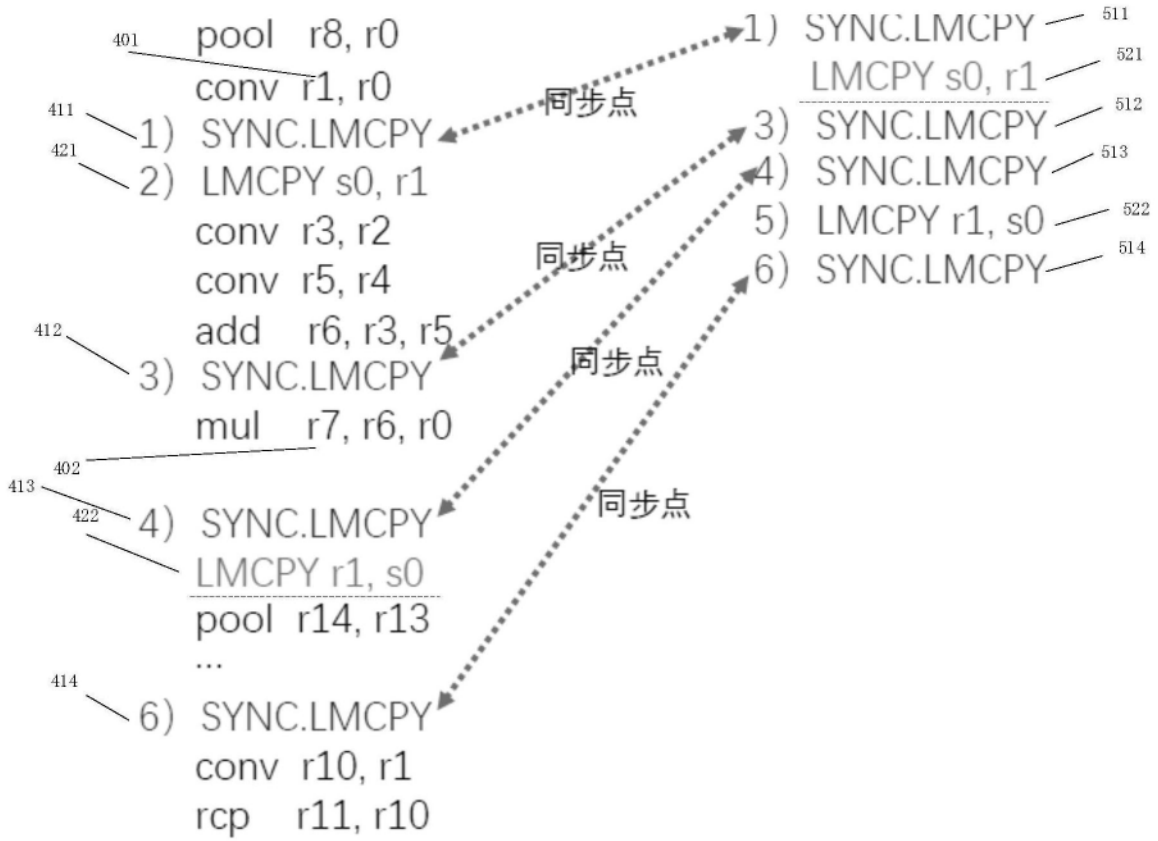 pool r8, r0
401
conv r1, r0
411
1) SYNC.LMCPY
421
2) LMCPY s0, r1
conv r3, r2
conv r5, r4
add r6, r3, r5
412
3) SYNC.LMCPY
mul r7, r6, r0
402
413
4) SYNC.LMCPY
422
LMCPY r1, s0
pool r14, r13
...
414
6) SYNC.LMCPY
conv r10, r1
rcp r11, r10
同步点
同步点
同步点
同步点
1) SYNC.LMCPY
511
LMCPY s0, r1
521
3) SYNC.LMCPY
512
4) SYNC.LMCPY
513
5) LMCPY r1, s0
522
6) SYNC.LMCPY
514